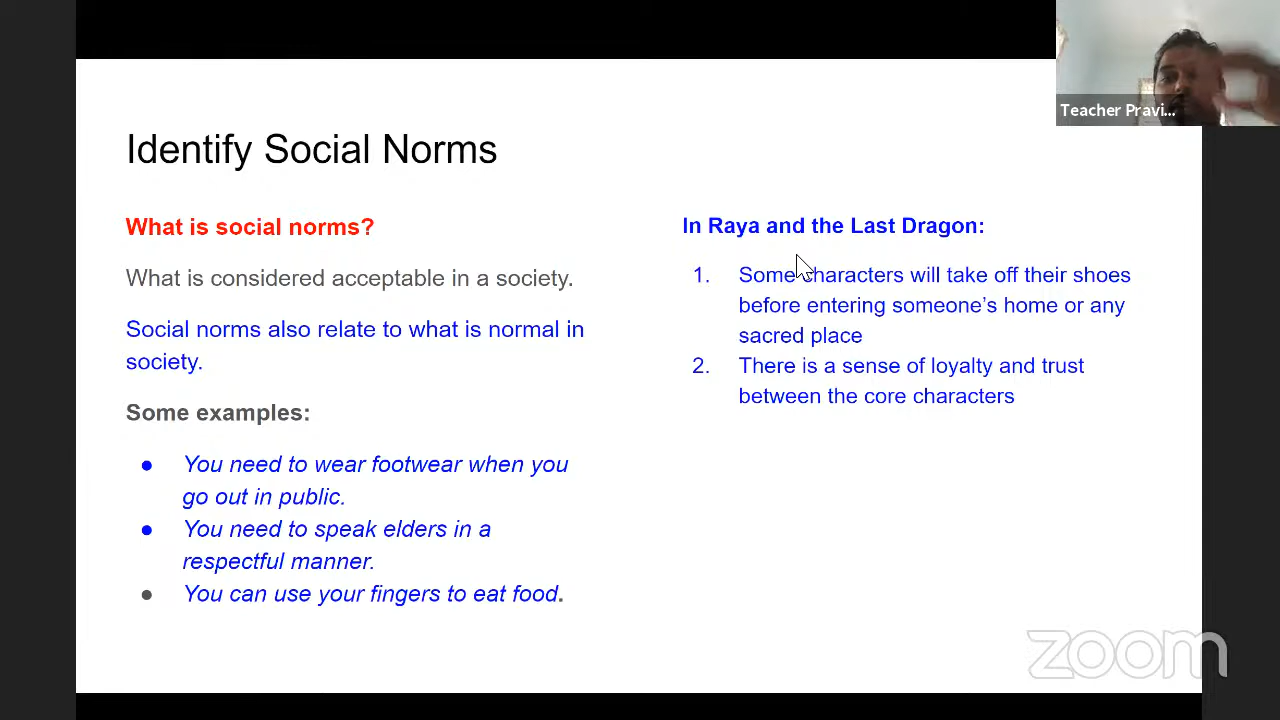 Teacher Pravi...
Identify Social Norms
What is social norms?
What is considered acceptable in a society.
Social norms also relate to what is normal in
society.
Some examples:
● You need to wear footwear when you
go out in public.
● You need to speak elders in a
respectful manner.
● You can use your fingers to eat food.
In Raya and the Last Dragon:
1. Some characters will take off their shoes
before entering someone's home or any
sacred place
2. There is a sense of loyalty and trust
between the core characters
zoom